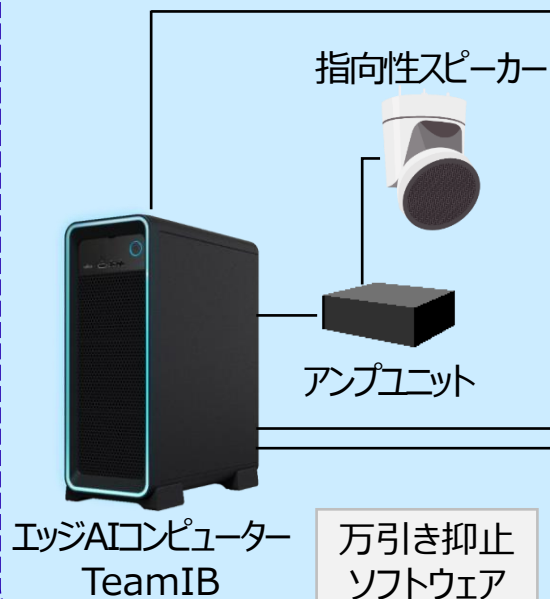 指向性スピーカー
アンプユニット
エッジAIコンピューター
TeamIB
万引き抑止
ソフトウェア